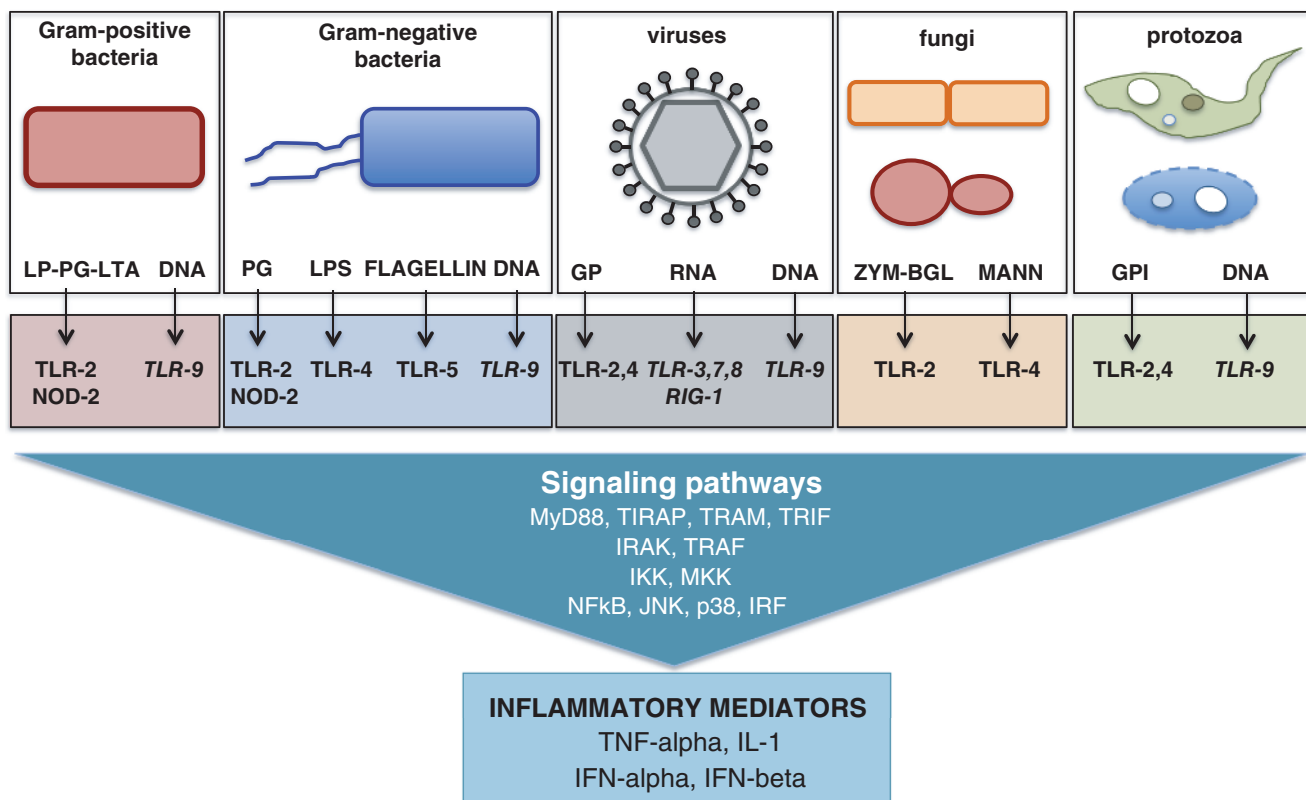 Gram-positive
bacteria
Gram-negative
bacteria
viruses
fungi
protozoa
LP-PG-LTA DNA
PG LPS FLAGELLIN DNA
GP RNA DNA
ZYM-BGL MANN
GPI DNA
TLR-2 TLR-9
NOD-2
TLR-2 TLR-4 TLR-5 TLR-9
NOD-2
TLR-2,4 TLR-3,7,8 TLR-9
RIG-1
TLR-2 TLR-4
TLR-2,4 TLR-9
Signaling pathways
MyD88, TIRAP, TRAM, TRIF
IRAK, TRAF
IKK, MKK
NFkB, JNK, p38, IRF
INFLAMMATORY MEDIATORS
TNF-alpha, IL-1
IFN-alpha, IFN-beta